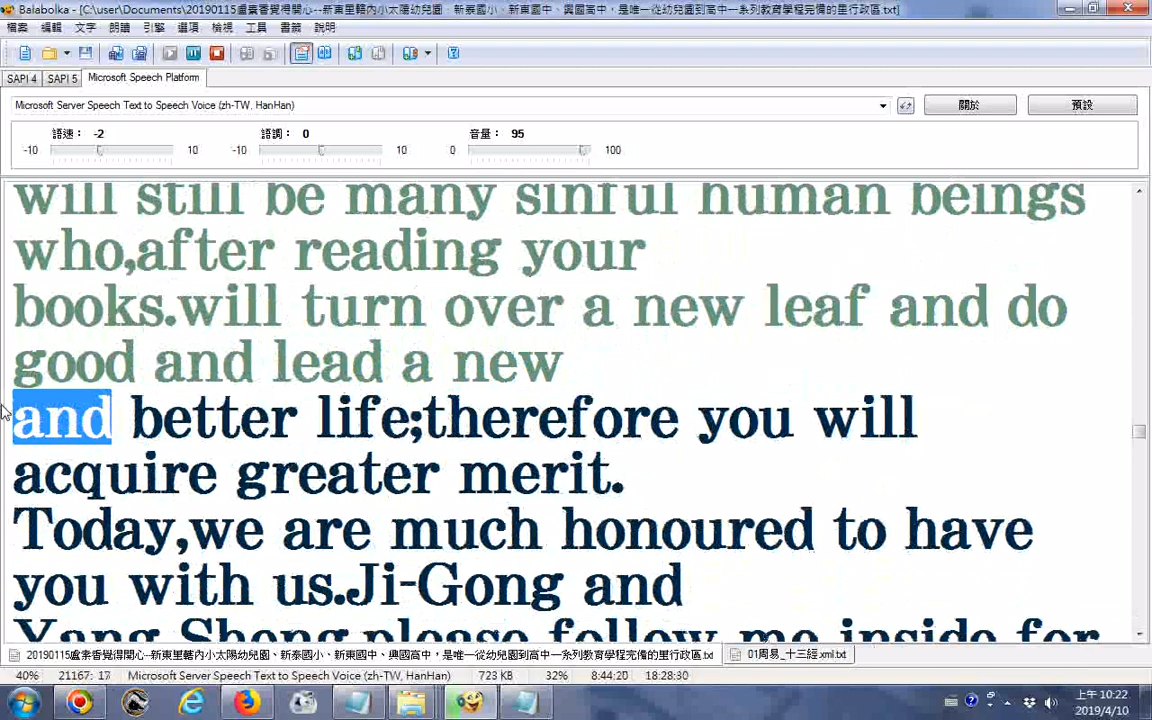 Balabolka - [C:\user\Documents\20190115盧素香覺得開心--新東里轄內小太陽幼兒園、新泰國小、新東國中、興國高中，是唯一從幼兒園到高中一系列教育學程完備的里行政區.txt]
檔案 編輯 文字 朗讀 引擎 選項 檢視 工具 書籤 說明
SAPI 4 SAPI 5 Microsoft Speech Platform
Microsoft Server Speech Text to Speech Voice (zh-TW, HanHan) 關於 預設
語速： -2 語調： 0 音量： 95
-10 10 -10 10 0 100
will still be many sinful human beings
who,after reading your
books.will turn over a new leaf and do
good and lead a new
and better life;therefore you will
acquire greater merit.
Today,we are much honoured to have
you with us.Ji-Gong and
Yang Sheng,please follow me inside for
20190115盧素香覺得開心--新東里轄內小太陽幼兒園、新泰國小、新東國中、興國高中，是唯一從幼兒園到高中一系列教育學程完備的里行政區.txt 01周易_十三經.xml.txt
40% 21167: 17 Microsoft Server Speech Text to Speech Voice (zh-TW, HanHan) 723 KB 32% 8:44:20 18:28:30
上午 10:22
2019/4/10